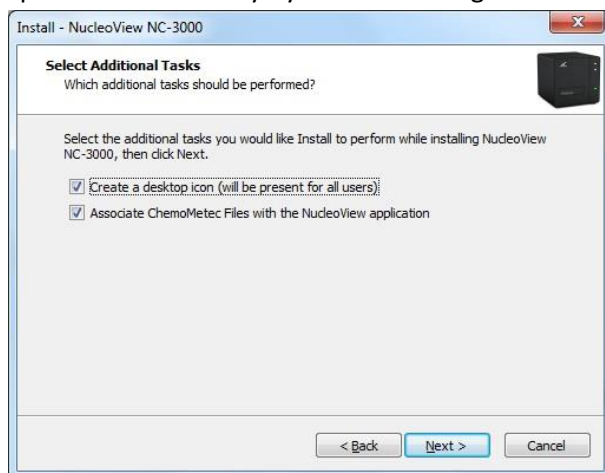 Install - NucleoView NC-3000
Select Additional Tasks
Which additional tasks should be performed?
Select the additional tasks you would like Install to perform while installing NucleoView
NC-3000, then click Next.
Create a desktop icon (will be present for all users)
Associate ChemoMetec Files with the NucleoView application
< Back Next > Cancel